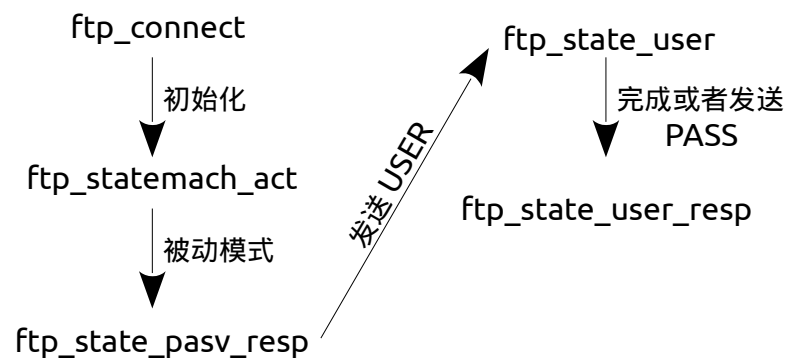 ftp_connect
初始化
ftp_statemach_act
被动模式
ftp_state_pasv_resp
发送 USER
ftp_state_user
完成或者发送
PASS
ftp_state_user_resp